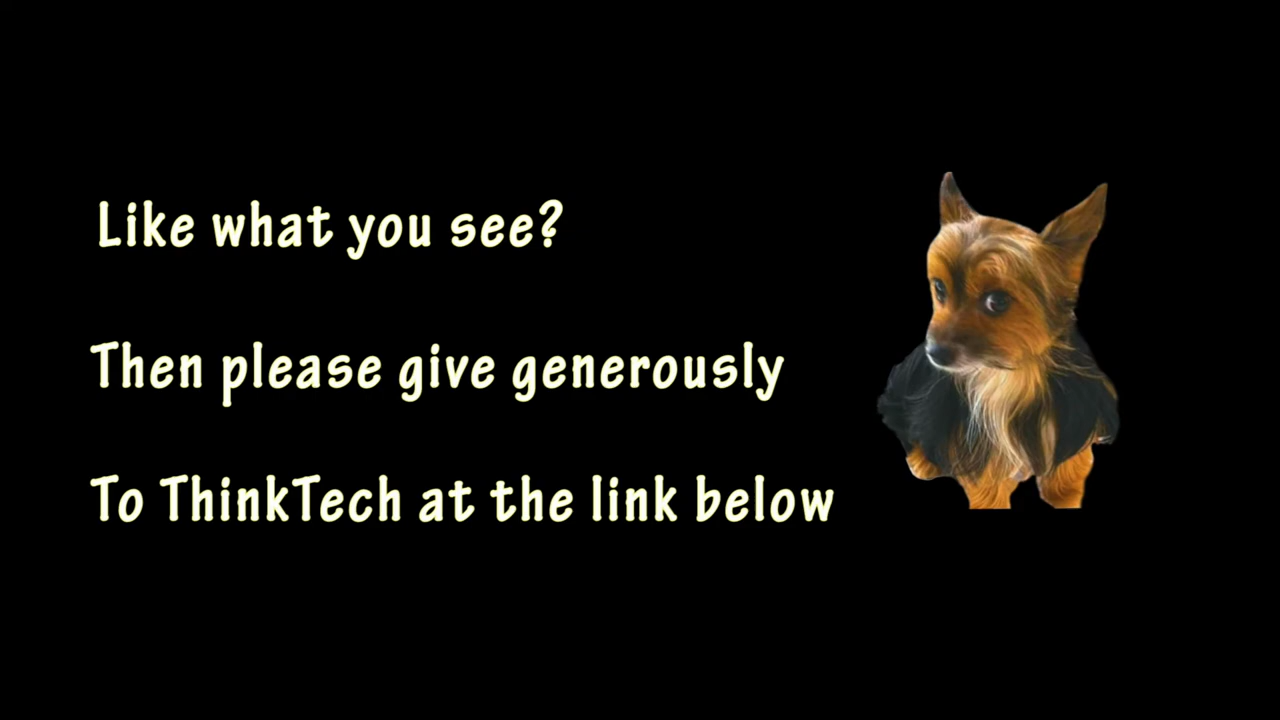 Like what you see?
Then please give generously
To ThinkTech at the link below